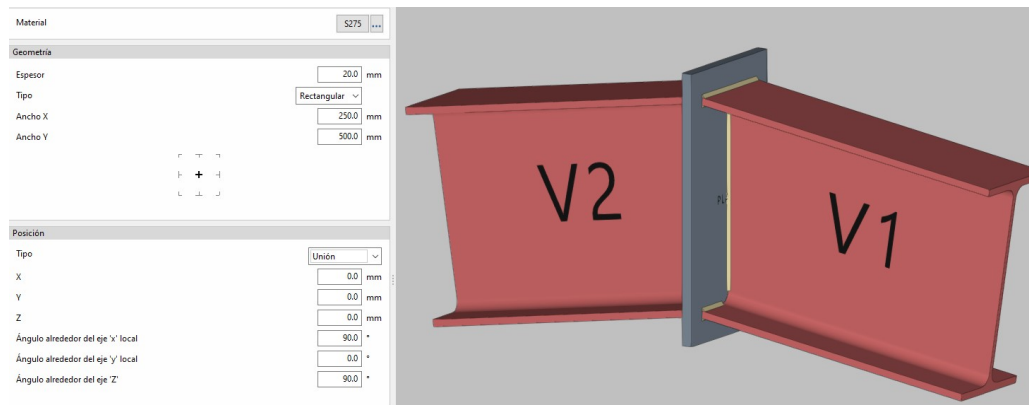 Material S275 ...
Geometría
Espesor 20.0 mm
Tipo Rectangular
Ancho X 250.0 mm
Ancho Y 500.0 mm
Posición
Tipo Unión
X 0.0 mm
Y 0.0 mm
Z 0.0 mm
Ángulo alrededor del eje 'x' local 90.0 °
Ángulo alrededor del eje 'y' local 0.0 °
Ángulo alrededor del eje 'Z' 90.0 °
V2
V1